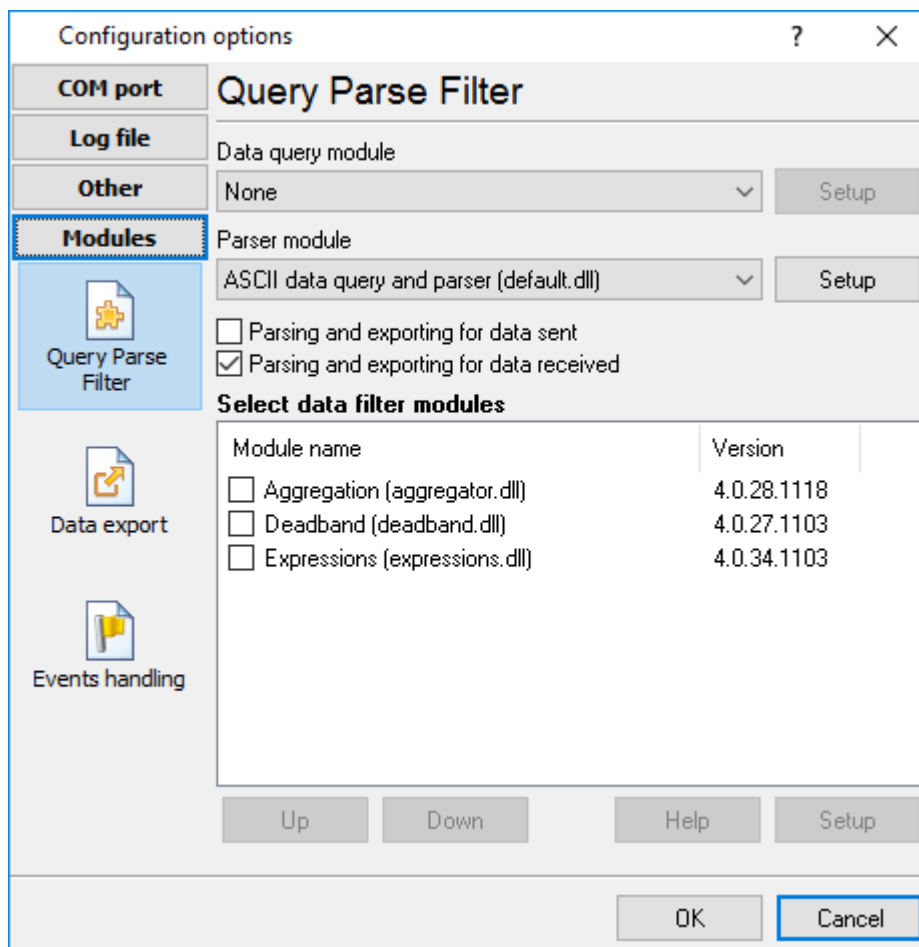 Configuration options
?
COM port
Log file
Other
Modules
Query Parse
Filter
Data export
Events handling
Query Parse Filter
Data query module
None
Setup
Parser module
ASCII data query and parser (default.dll)
Setup
Parsing and exporting for data sent
Parsing and exporting for data received
Select data filter modules
Module name Version
Aggregation (aggregator.dll) 4.0.28.1118
Deadband (deadband.dll) 4.0.27.1103
Expressions (expressions.dll) 4.0.34.1103
Up Down Help Setup
OK Cancel